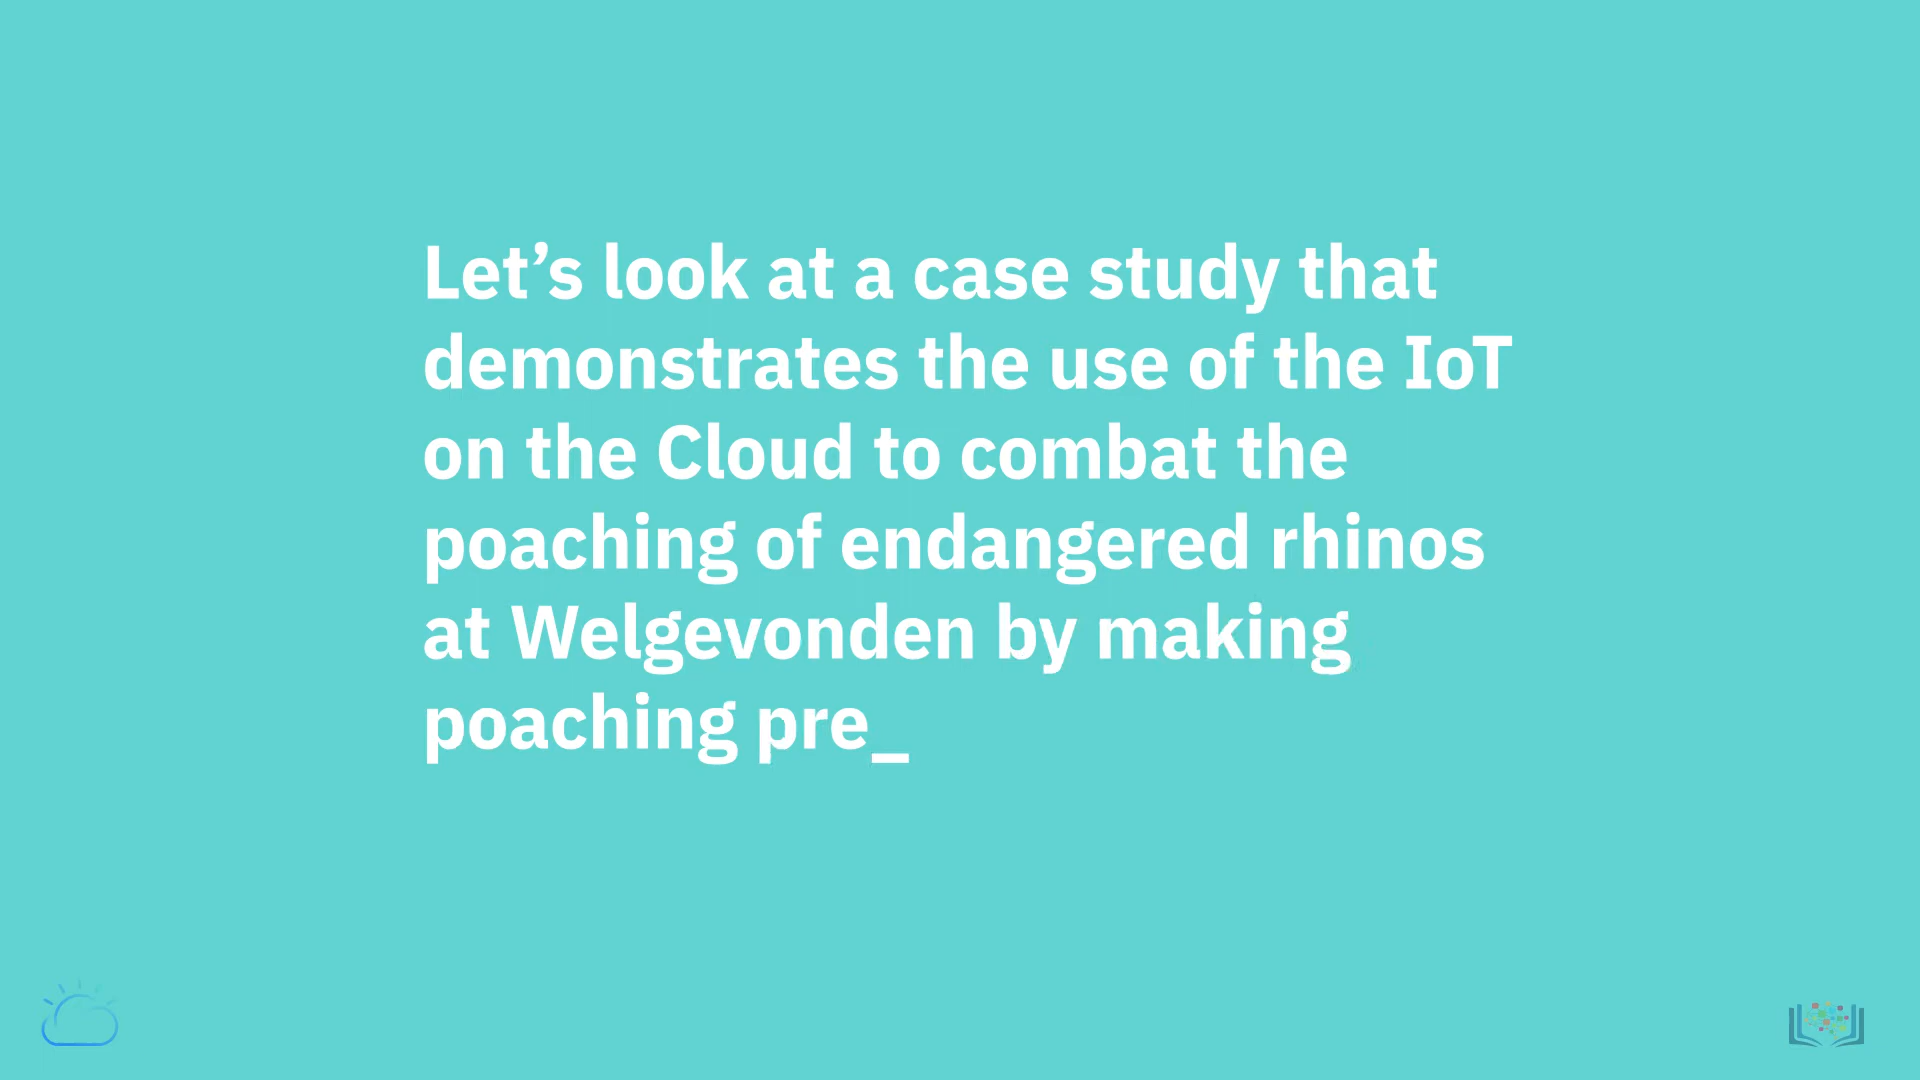 Let’s look at a case study that
demonstrates the use of the IoT
on the Cloud to combat the
poaching of endangered rhinos
at Welgevonden by making
poaching pre_